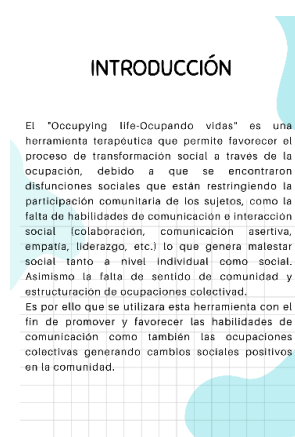 INTRODUCCIÓN
El "Occupying life-Ocupando vidas" es una
herramienta terapéutica que permite favorecer el
proceso de transformación social a través de la
ocupación, debido a que se encontraron
disfunciones sociales que están restringiendo la
participación comunitaria de los sujetos, como la
falta de habilidades de comunicación e interacción
social (colaboración, comunicación asertiva,
empatía, liderazgo, etc.) lo que genera malestar
social tanto a nivel individual como social.
Asimismo la falta de sentido de comunidad y
estructuración de ocupaciones colectivad.
Es por ello que se utilizara esta herramienta con el
fin de promover y favorecer las habilidades de
comunicación como también las ocupaciones
colectivas generando cambios sociales positivos
en la comunidad.